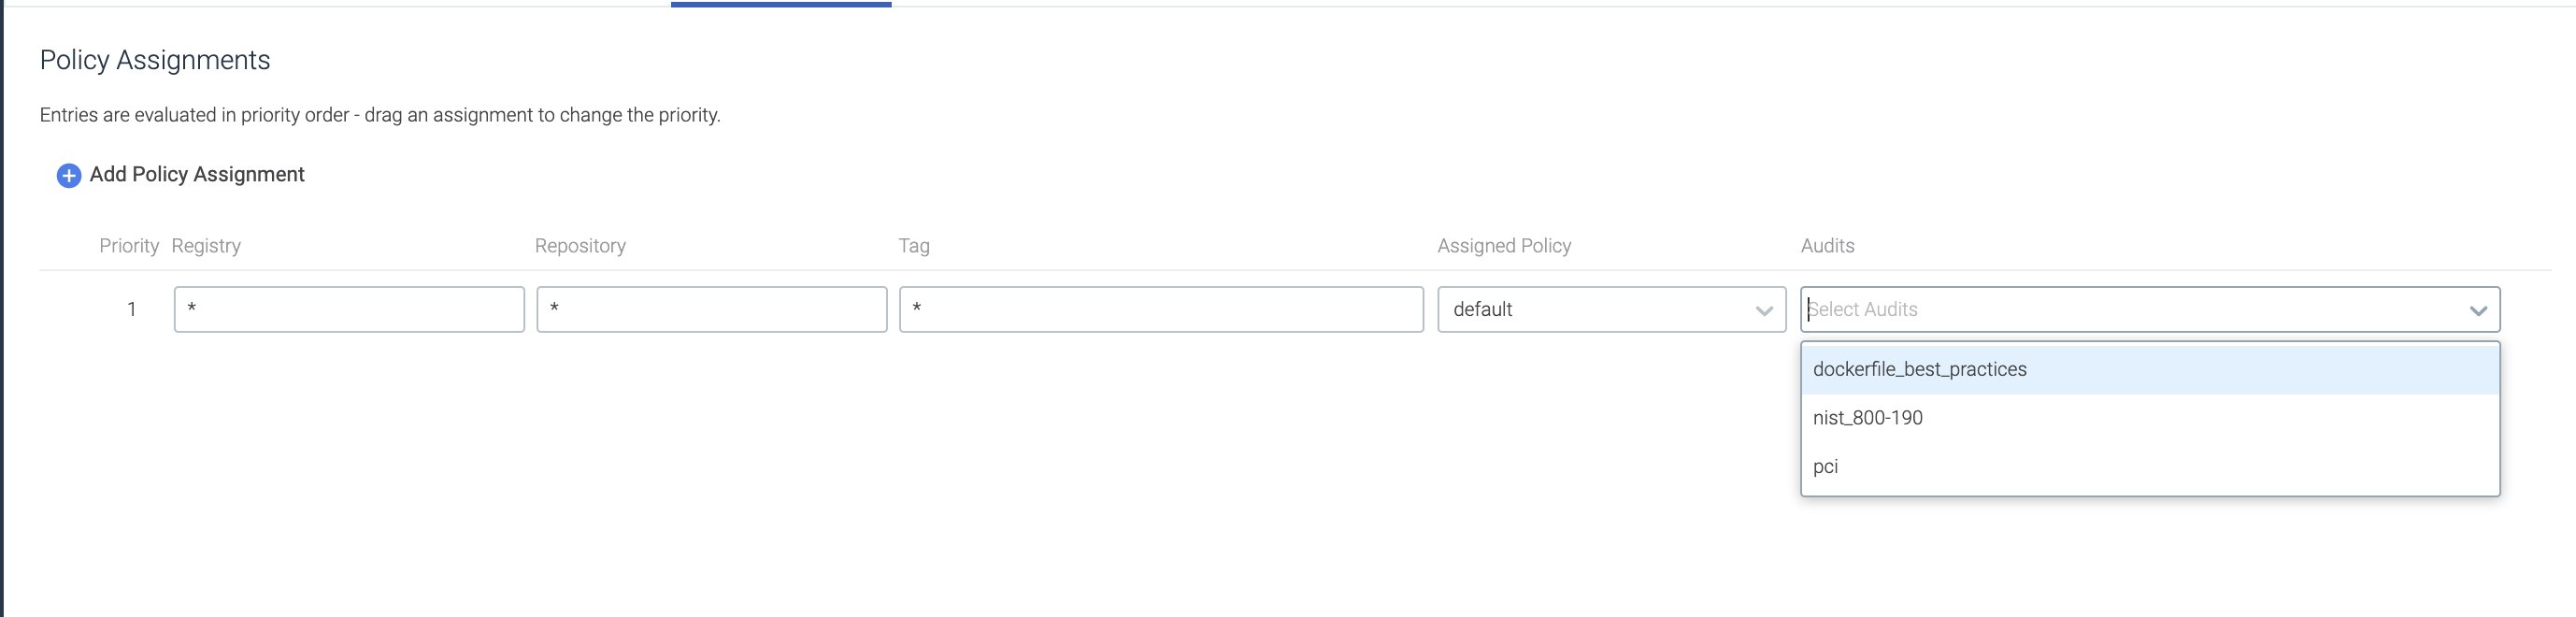 Policy Assignments
Entries are evaluated in priority order - drag an assignment to change the priority.
Add Policy Assignment
Priority Registry Repository Tag Assigned Policy Audits
1 * * * default Select Audits
dockerfile_best_practices
nist_800-190
pci